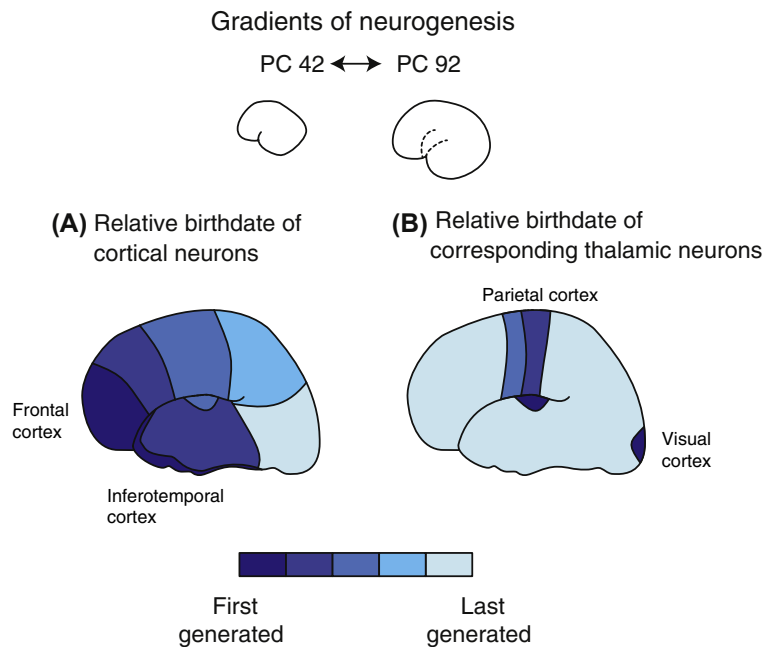 Gradients of neurogenesis
PC 42 ↔ PC 92
(A) Relative birthdate of
cortical neurons
(B) Relative birthdate of
corresponding thalamic neurons
Frontal
cortex
Inferotemporal
cortex
Parietal cortex
Visual
cortex
First
generated
Last
generated